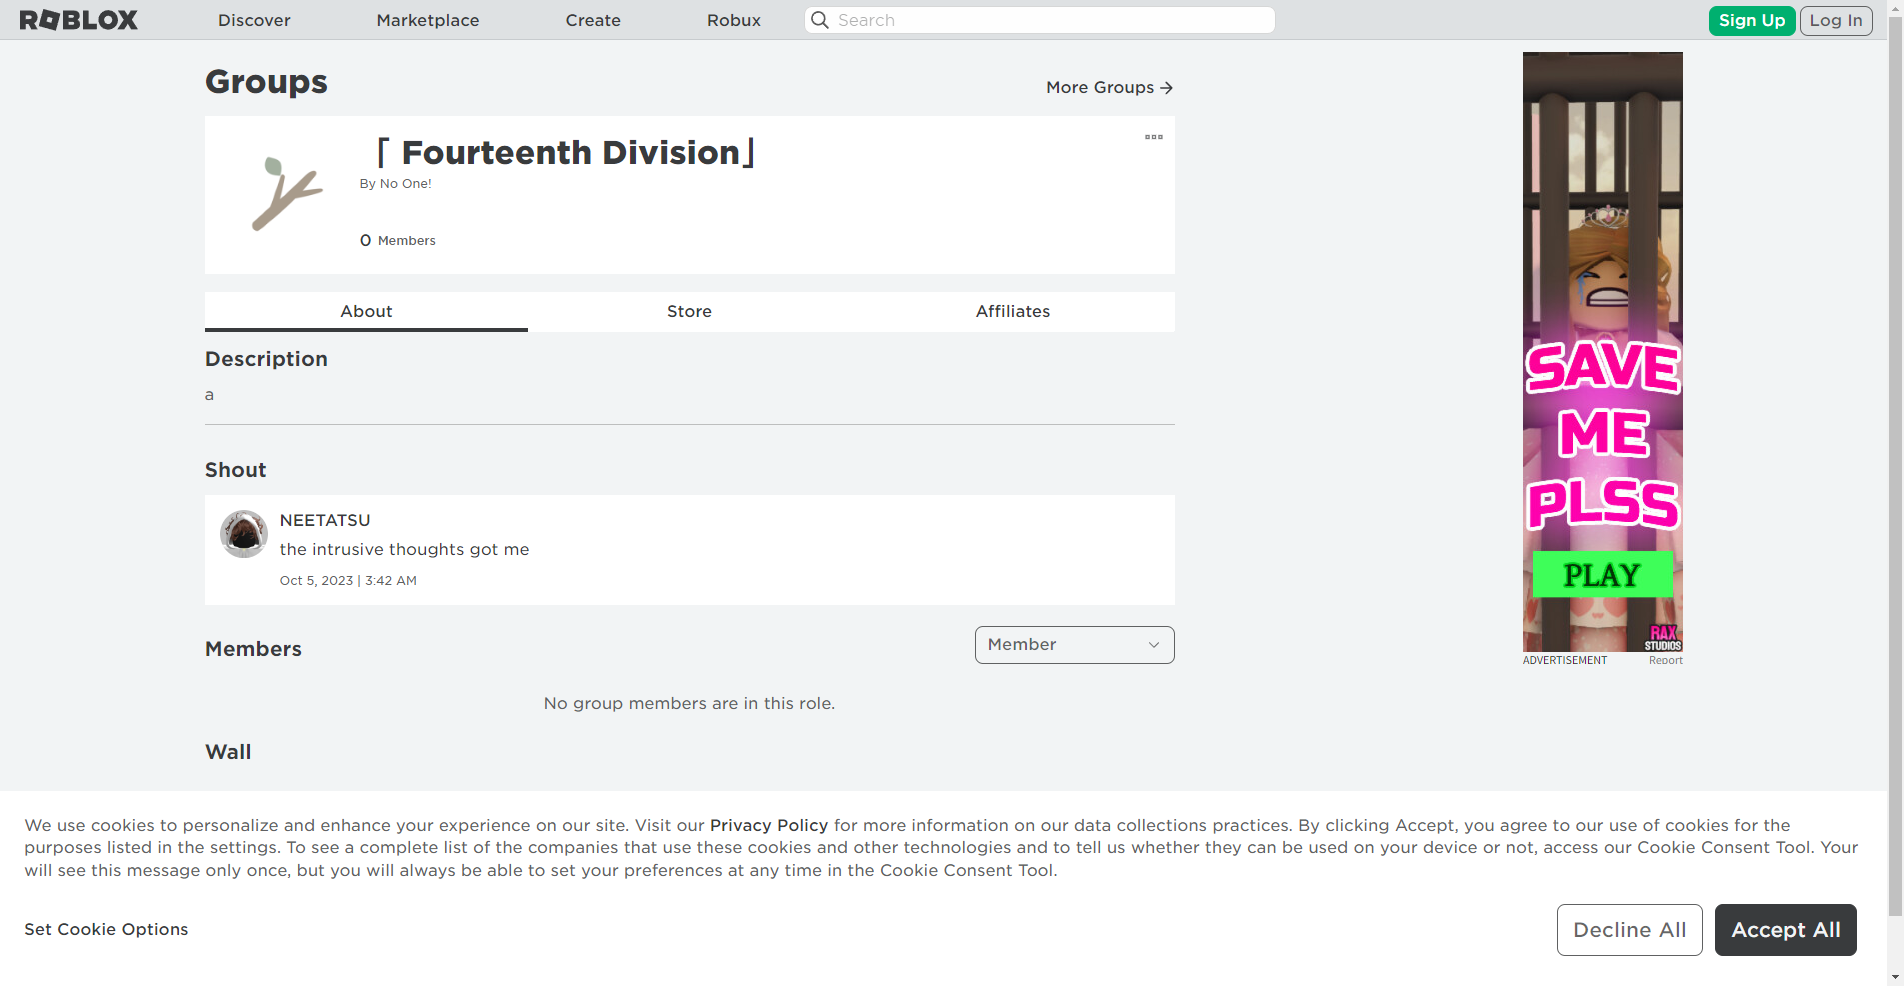 ROBLOX
Discover
Marketplace
Create
Robux
Search
Sign Up
Log In
Groups
More Groups →
「 Fourteenth Division」
By No One!
0 Members
About
Store
Affiliates
Description
a
Shout
NEETATSU
the intrusive thoughts got me
Oct 5, 2023 | 3:42 AM
Members
Member
No group members are in this role.
Wall
SAVE
ME
PLSS
PLAY
RAX
STUDIOS
ADVERTISEMENT
Report
We use cookies to personalize and enhance your experience on our site. Visit our Privacy Policy for more information on our data collections practices. By clicking Accept, you agree to our use of cookies for the
purposes listed in the settings. To see a complete list of the companies that use these cookies and other technologies and to tell us whether they can be used on your device or not, access our Cookie Consent Tool. Your
will see this message only once, but you will always be able to set your preferences at any time in the Cookie Consent Tool.
Set Cookie Options
Decline All
Accept All